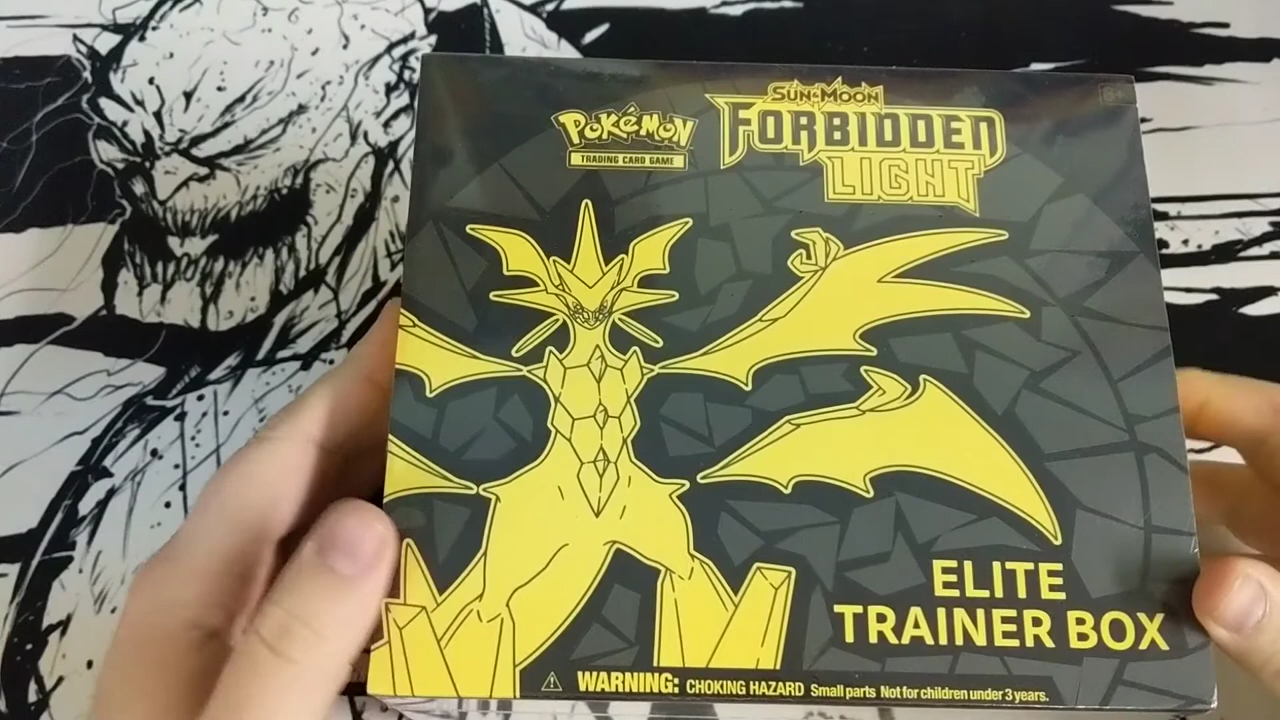 Pokémon
TRADING CARD GAME
SUN & MOON
FORBIDDEN
LIGHT
ELITE
TRAINER BOX
WARNING: CHOKING HAZARD Small parts Not for children under 3 years.